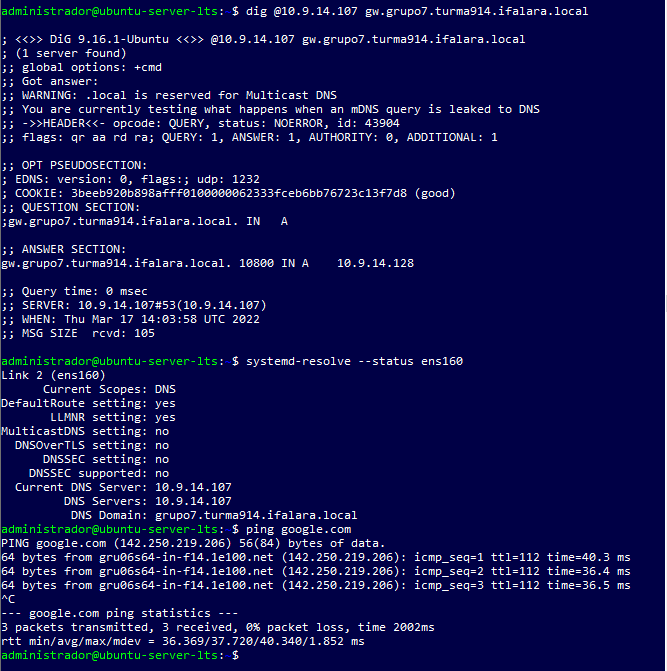 administrador@ubuntu-server-lts:~$ dig @10.9.14.107 gw.grupo7.turma914.ifalara.local

; <<>> DiG 9.16.1-Ubuntu <<>> @10.9.14.107 gw.grupo7.turma914.ifalara.local
; (1 server found)
;; global options: +cmd
;; Got answer:
;; WARNING: .local is reserved for Multicast DNS
;; You are currently testing what happens when an mDNS query is leaked to DNS
;; ->>HEADER<<- opcode: QUERY, status: NOERROR, id: 43904
;; flags: qr aa rd ra; QUERY: 1, ANSWER: 1, AUTHORITY: 0, ADDITIONAL: 1

;; OPT PSEUDOSECTION:
; EDNS: version: 0, flags:; udp: 1232
; COOKIE: 3beeb920b898afff0100000062333fceb6bb76723c13f7d8 (good)
;; QUESTION SECTION:
;gw.grupo7.turma914.ifalara.local. IN   A

;; ANSWER SECTION:
gw.grupo7.turma914.ifalara.local. 10800 IN A    10.9.14.128

;; Query time: 0 msec
;; SERVER: 10.9.14.107#53(10.9.14.107)
;; WHEN: Thu Mar 17 14:03:58 UTC 2022
;; MSG SIZE  rcvd: 105

administrador@ubuntu-server-lts:~$ systemd-resolve --status ens160
Link 2 (ens160)
      Current Scopes: DNS
DefaultRoute setting: yes
       LLMNR setting: yes
MulticastDNS setting: no
  DNSOverTLS setting: no
      DNSSEC setting: no
    DNSSEC supported: no
  Current DNS Server: 10.9.14.107
         DNS Servers: 10.9.14.107
          DNS Domain: grupo7.turma914.ifalara.local
administrador@ubuntu-server-lts:~$ ping google.com
PING google.com (142.250.219.206) 56(84) bytes of data.
64 bytes from gru06s64-in-f14.1e100.net (142.250.219.206): icmp_seq=1 ttl=112 time=40.3 ms
64 bytes from gru06s64-in-f14.1e100.net (142.250.219.206): icmp_seq=2 ttl=112 time=36.4 ms
64 bytes from gru06s64-in-f14.1e100.net (142.250.219.206): icmp_seq=3 ttl=112 time=36.5 ms
^C
--- google.com ping statistics ---
3 packets transmitted, 3 received, 0% packet loss, time 2002ms
rtt min/avg/max/mdev = 36.369/37.720/40.340/1.852 ms
administrador@ubuntu-server-lts:~$